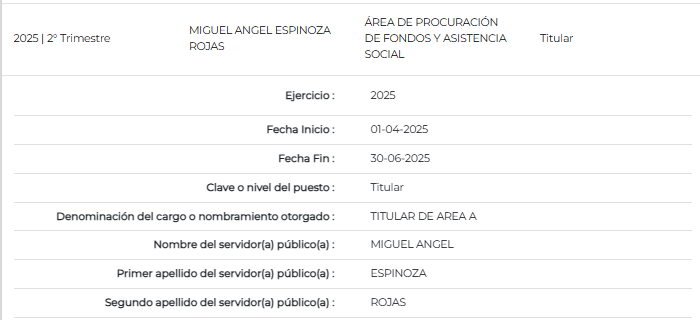 2025 | 2° Trimestre
MIGUEL ANGEL ESPINOZA
ROJAS
ÁREA DE PROCURACIÓN
DE FONDOS Y ASISTENCIA
SOCIAL
Titular
Ejercicio : 2025
Fecha Inicio : 01-04-2025
Fecha Fin : 30-06-2025
Clave o nivel del puesto : Titular
Denominación del cargo o nombramiento otorgado : TITULAR DE AREA A
Nombre del servidor(a) público(a) : MIGUEL ANGEL
Primer apellido del servidor(a) público(a) : ESPINOZA
Segundo apellido del servidor(a) público(a) : ROJAS